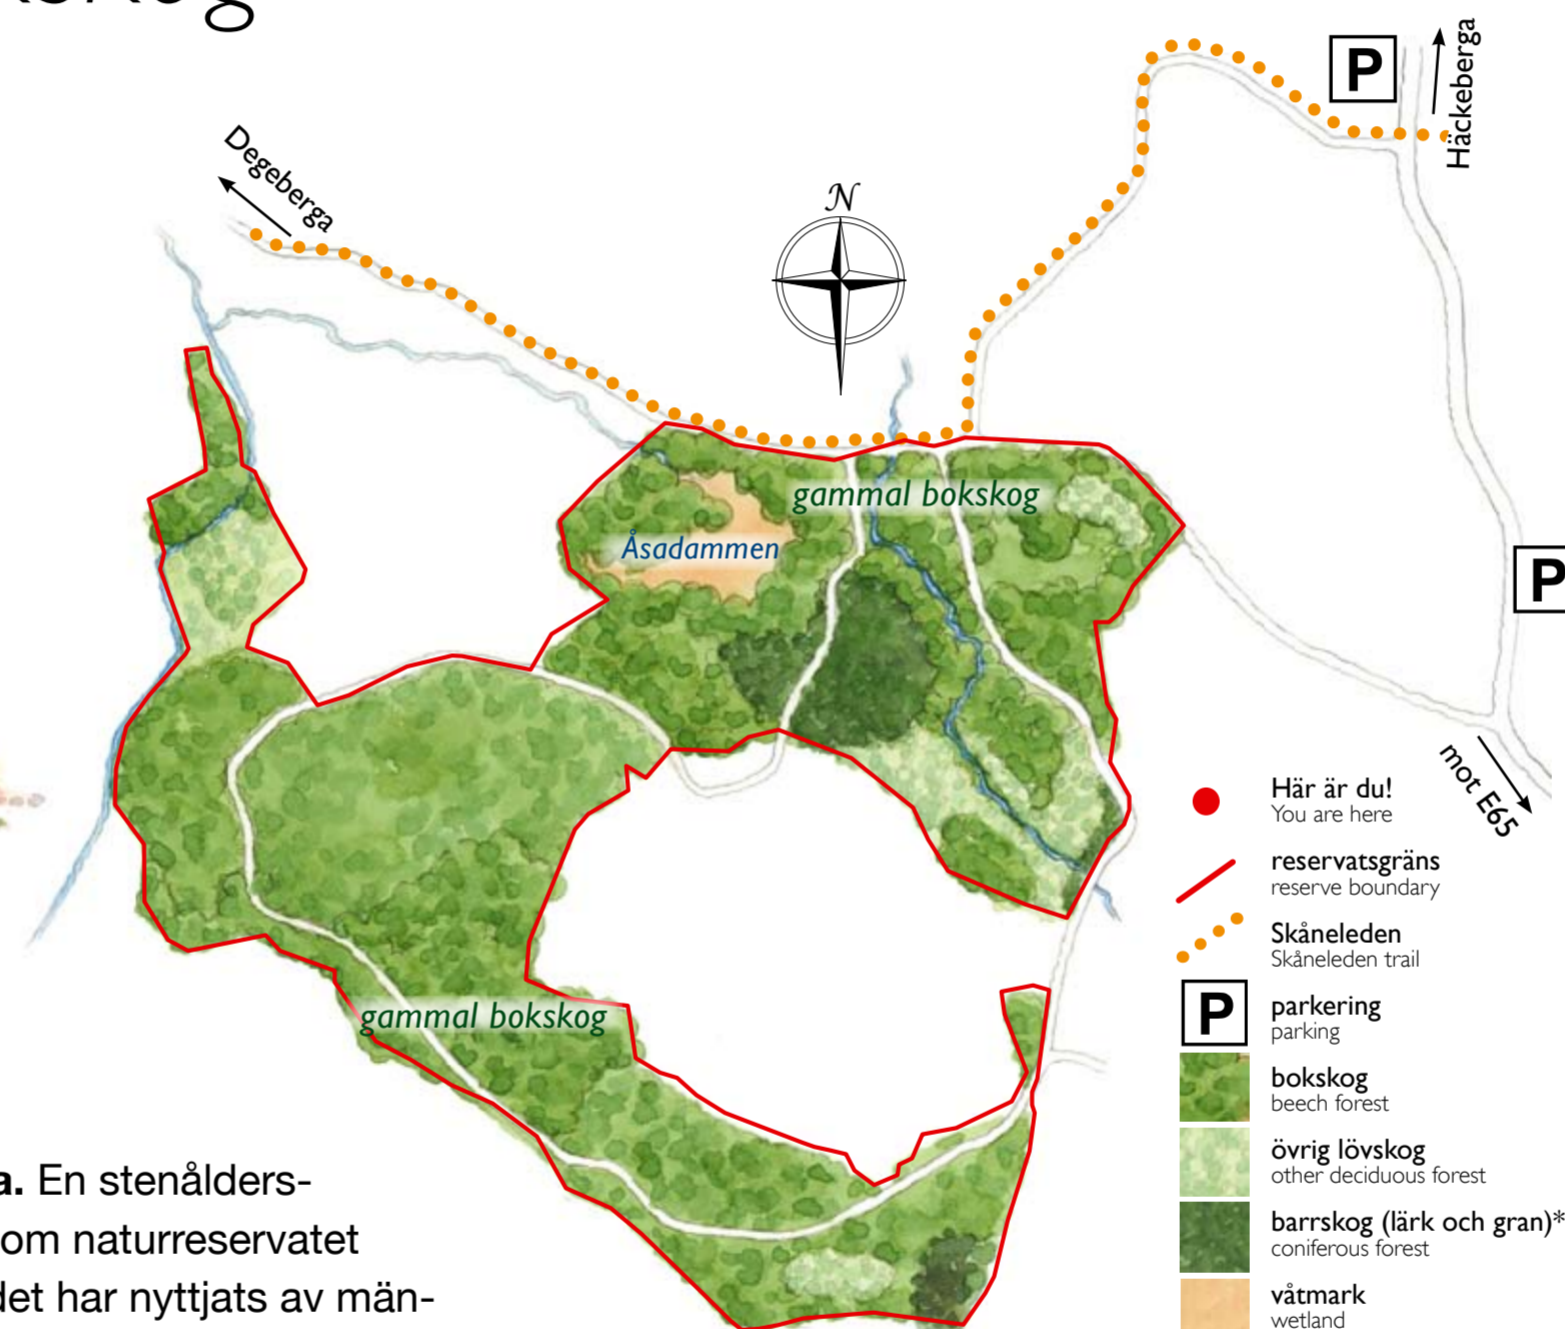 Degeberga
N
P
Häckeberga
gammal bokskog
Åsadammen
P
mot E65
gammal bokskog
Här är du!
You are here
reservatsgräns
reserve boundary
Skåneleden
Skåneleden trail
P
parkering
parking
bokskog
beech forest
övrig lövskog
other deciduous forest
barrskog (lärk och gran)*
coniferous forest
våtmark
wetland
a. En stenålders-
om naturreservatet
det har nyttjats av män-